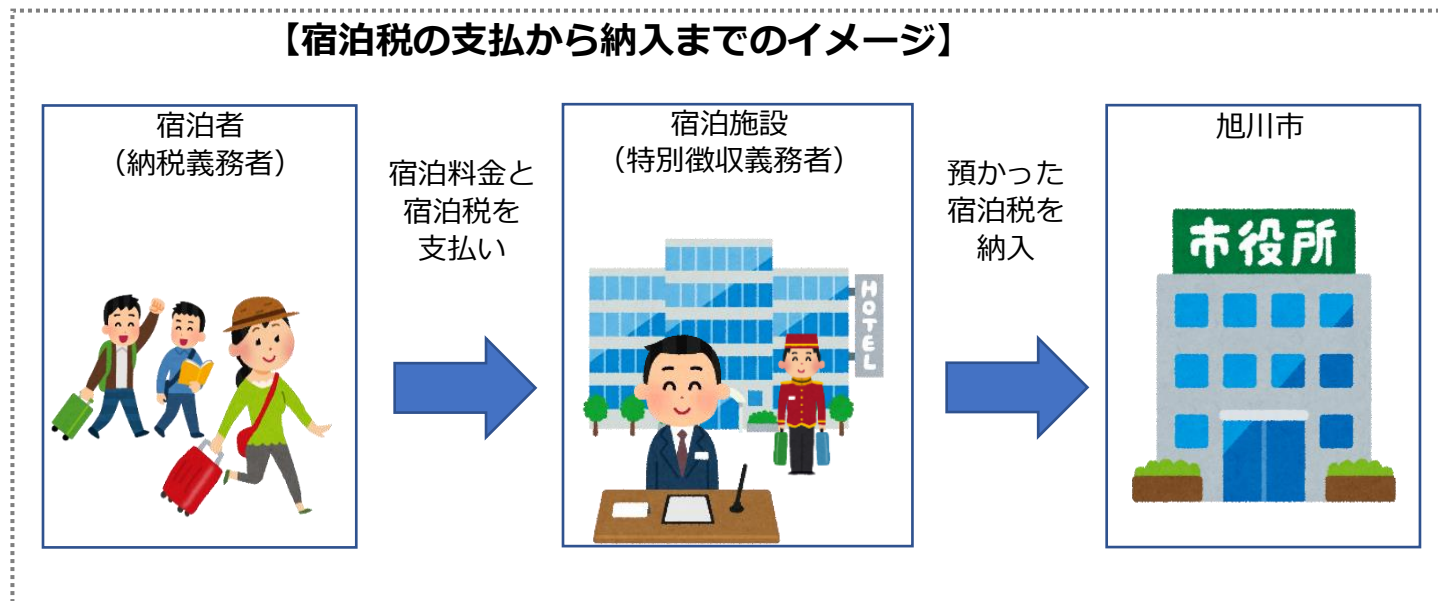 【宿泊税の支払から納入までのイメージ】
宿泊者
（納税義務者）
宿泊料金と
宿泊税を
支払い
宿泊施設
（特別徴収義務者）
HOTEL
預かった
宿泊税を
納入
旭川市
市役所